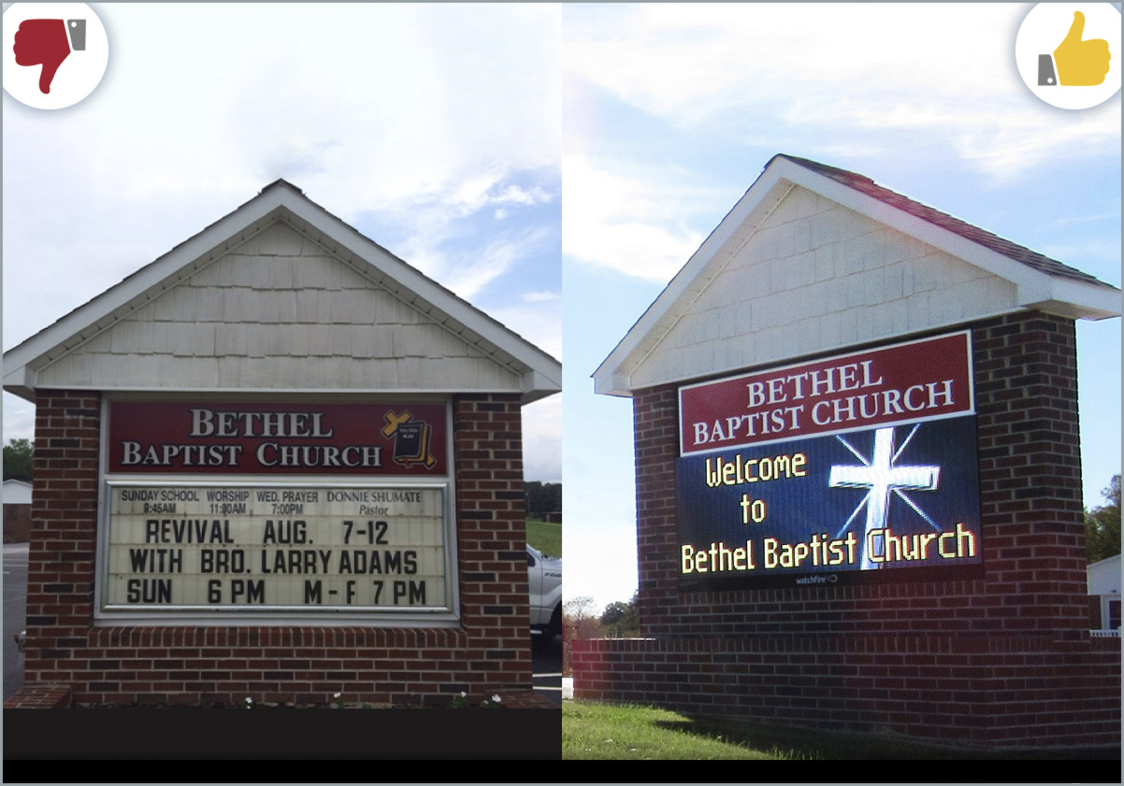 BETHEL
BAPTIST CHURCH
SUNDAY SCHOOL WORSHIP WED. PRAYER DONNIE SHUMATE
9:45AM 11:00AM 7:00PM Pastor
REVIVAL AUG. 7-12
WITH BRO. LARRY ADAMS
SUN 6 PM M-F 7 PM
BETHEL
BAPTIST CHURCH
Welcome
to
Bethel Baptist Church
watchfire